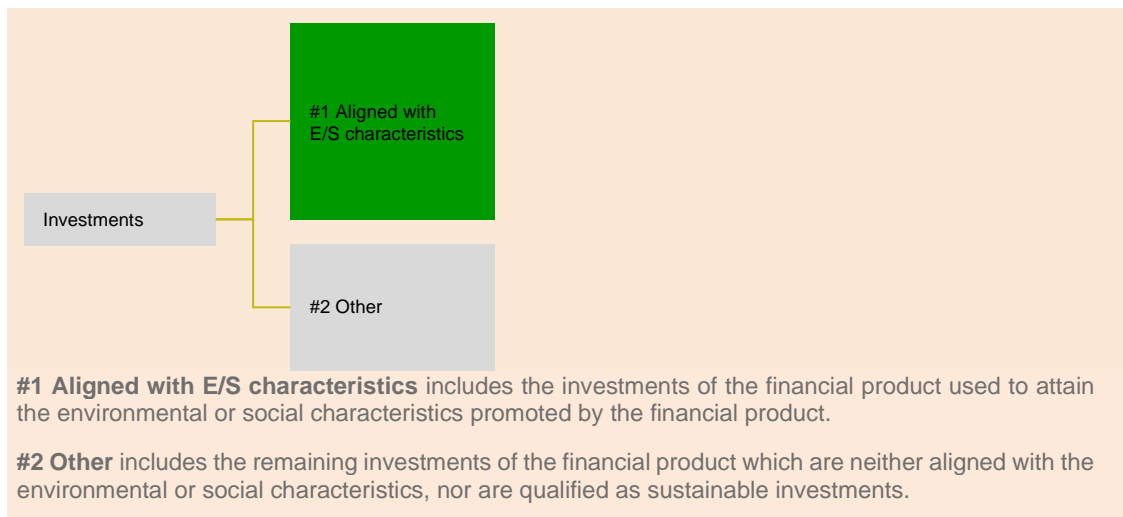 #1 Aligned with
E/S characteristics
Investments
#2 Other
#1 Aligned with E/S characteristics includes the investments of the financial product used to attain
the environmental or social characteristics promoted by the financial product.
#2 Other includes the remaining investments of the financial product which are neither aligned with the
environmental or social characteristics, nor are qualified as sustainable investments.